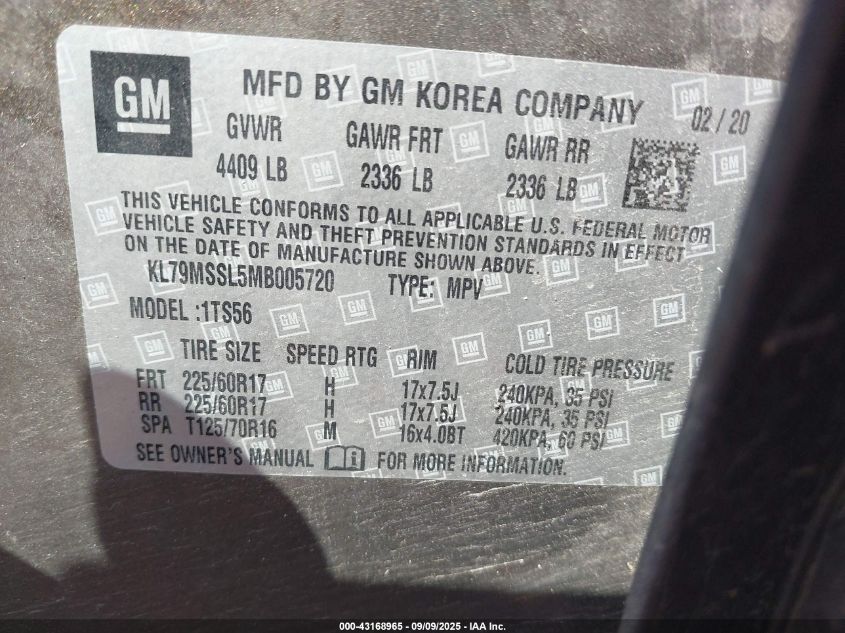 GM
MFD BY GM KOREA COMPANY 02 / 20
GVWR GAWR FRT GAWR RR
4409 LB 2336 LB 2336 LB
THIS VEHICLE CONFORMS TO ALL APPLICABLE U.S. FEDERAL MOTOR
VEHICLE SAFETY AND THEFT PREVENTION STANDARDS IN EFFECT
ON THE DATE OF MANUFACTURE SHOWN ABOVE.
KL79MSSL5MB005720 TYPE: MPV
MODEL :1TS56
TIRE SIZE SPEED RTG RIM COLD TIRE PRESSURE
FRT 225/60R17 H 17x7.5J 240KPA, 35 PSI
RR 225/60R17 H 17x7.5J 240KPA, 35 PSI
SPA T125/70R16 M 16x4.0BT 420KPA, 60 PSI
SEE OWNER'S MANUAL FOR MORE INFORMATION.
000-43168965 - 09/09/2025 - IAA Inc.